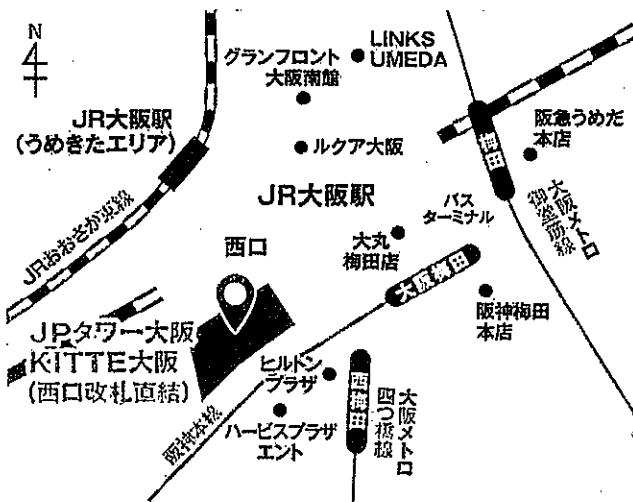 N
LINKS
UMEDA
グランフロント
大阪南館
JR大阪駅
(うめきたエリア)
ルクア大阪
梅田
阪急うめだ
本店
JR大阪駅
バス
ターミナル
大阪メトロ
御堂筋線
JRおおさか東線
西口
大丸
梅田店
大阪梅田
阪神梅田
本店
JPタワー大阪
KITTE大阪
(西口改札直結)
ヒルトン
プラザ
西梅田
大阪メトロ
四つ橋線
阪神本線
ハービスプラザ
エント